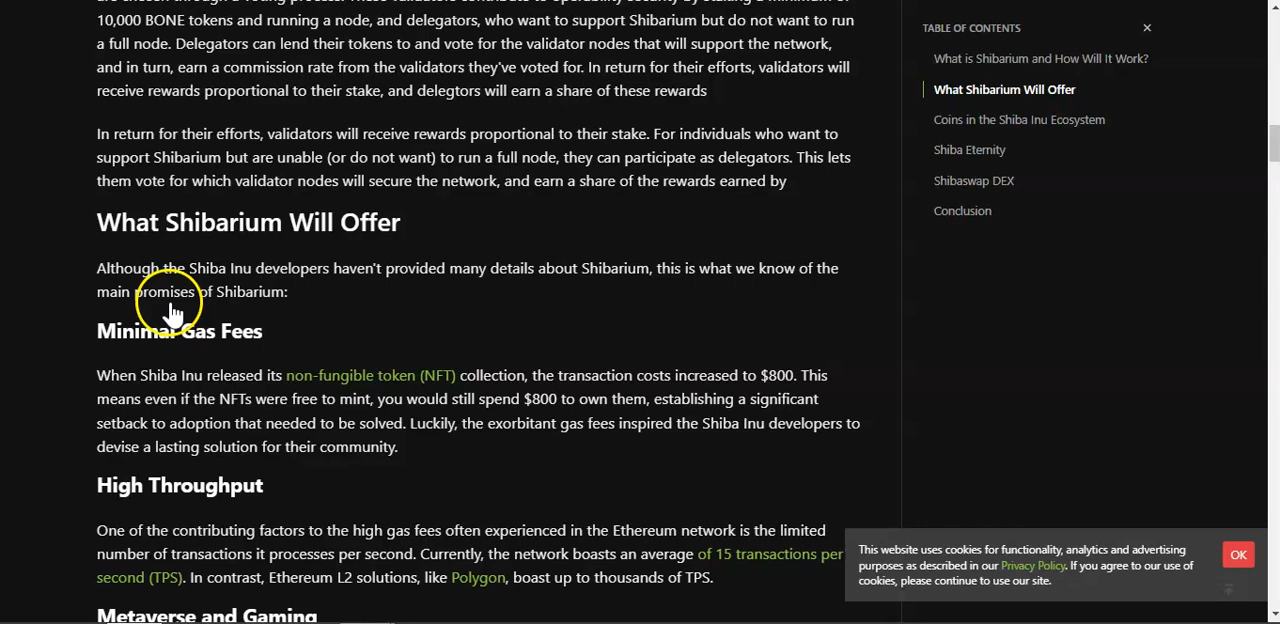 10,000 BONE tokens and running a node, and delegators, who want to support Shibarium but do not want to run
a full node. Delegators can lend their tokens to and vote for the validator nodes that will support the network,
and in turn, earn a commission rate from the validators they've voted for. In return for their efforts, validators will
receive rewards proportional to their stake, and delegtors will earn a share of these rewards
In return for their efforts, validators will receive rewards proportional to their stake. For individuals who want to
support Shibarium but are unable (or do not want) to run a full node, they can participate as delegators. This lets
them vote for which validator nodes will secure the network, and earn a share of the rewards earned by
What Shibarium Will Offer
Although the Shiba Inu developers haven't provided many details about Shibarium, this is what we know of the
main promises of Shibarium:
Minimal Gas Fees
When Shiba Inu released its non-fungible token (NFT) collection, the transaction costs increased to $800. This
means even if the NFTs were free to mint, you would still spend $800 to own them, establishing a significant
setback to adoption that needed to be solved. Luckily, the exorbitant gas fees inspired the Shiba Inu developers to
devise a lasting solution for their community.
High Throughput
One of the contributing factors to the high gas fees often experienced in the Ethereum network is the limited
number of transactions it processes per second. Currently, the network boasts an average of 15 transactions per
second (TPS). In contrast, Ethereum L2 solutions, like Polygon, boast up to thousands of TPS.
Metaverse and Gaming
TABLE OF CONTENTS
What is Shibarium and How Will It Work?
What Shibarium Will Offer
Coins in the Shiba Inu Ecosystem
Shiba Eternity
Shibaswap DEX
Conclusion
This website uses cookies for functionality, analytics and advertising
purposes as described in our Privacy Policy. If you agree to our use of
cookies, please continue to use our site.
OK